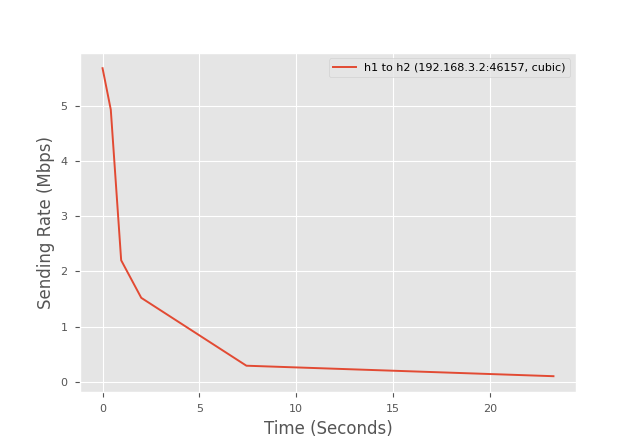 h1 to h2 (192.168.3.2:46157, cubic)
5
4
3
2
1
0
Sending Rate (Mbps)
0 5 10 15 20
Time (Seconds)